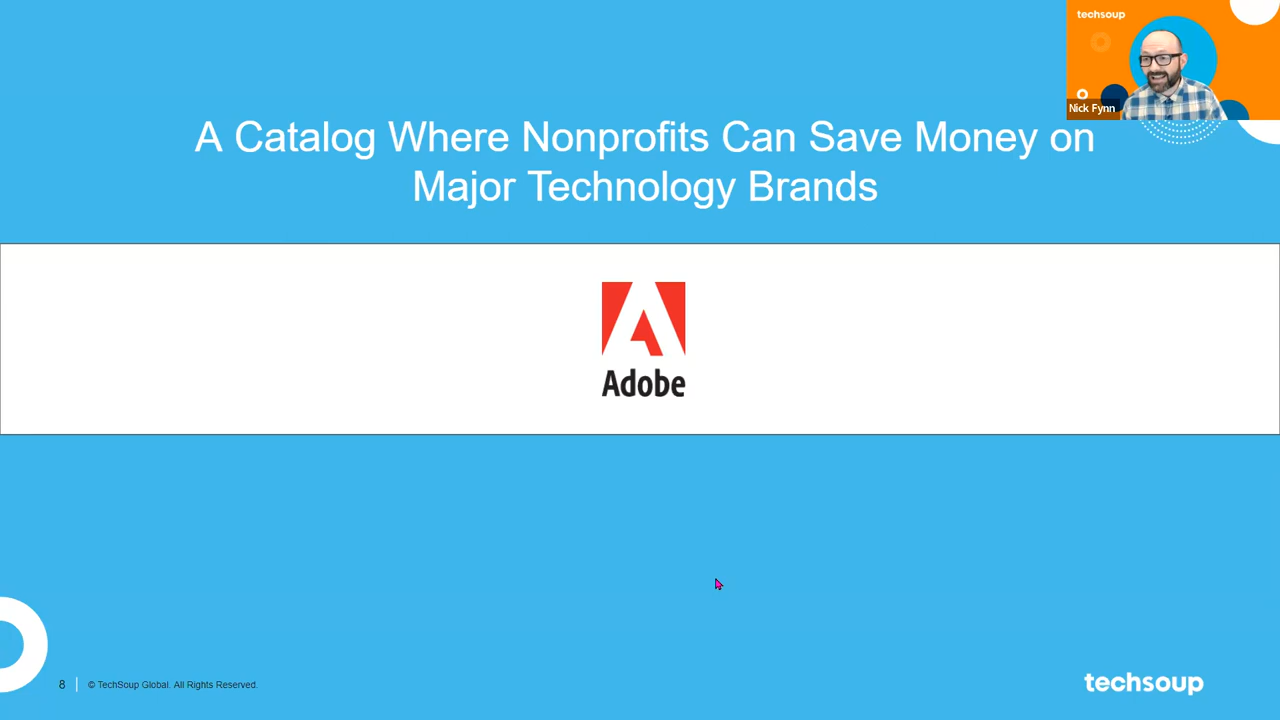 techsoup
Nick Fynn
A Catalog Where Nonprofits Can Save Money on
Major Technology Brands
Adobe
8
© TechSoup Global. All Rights Reserved.
techsoup